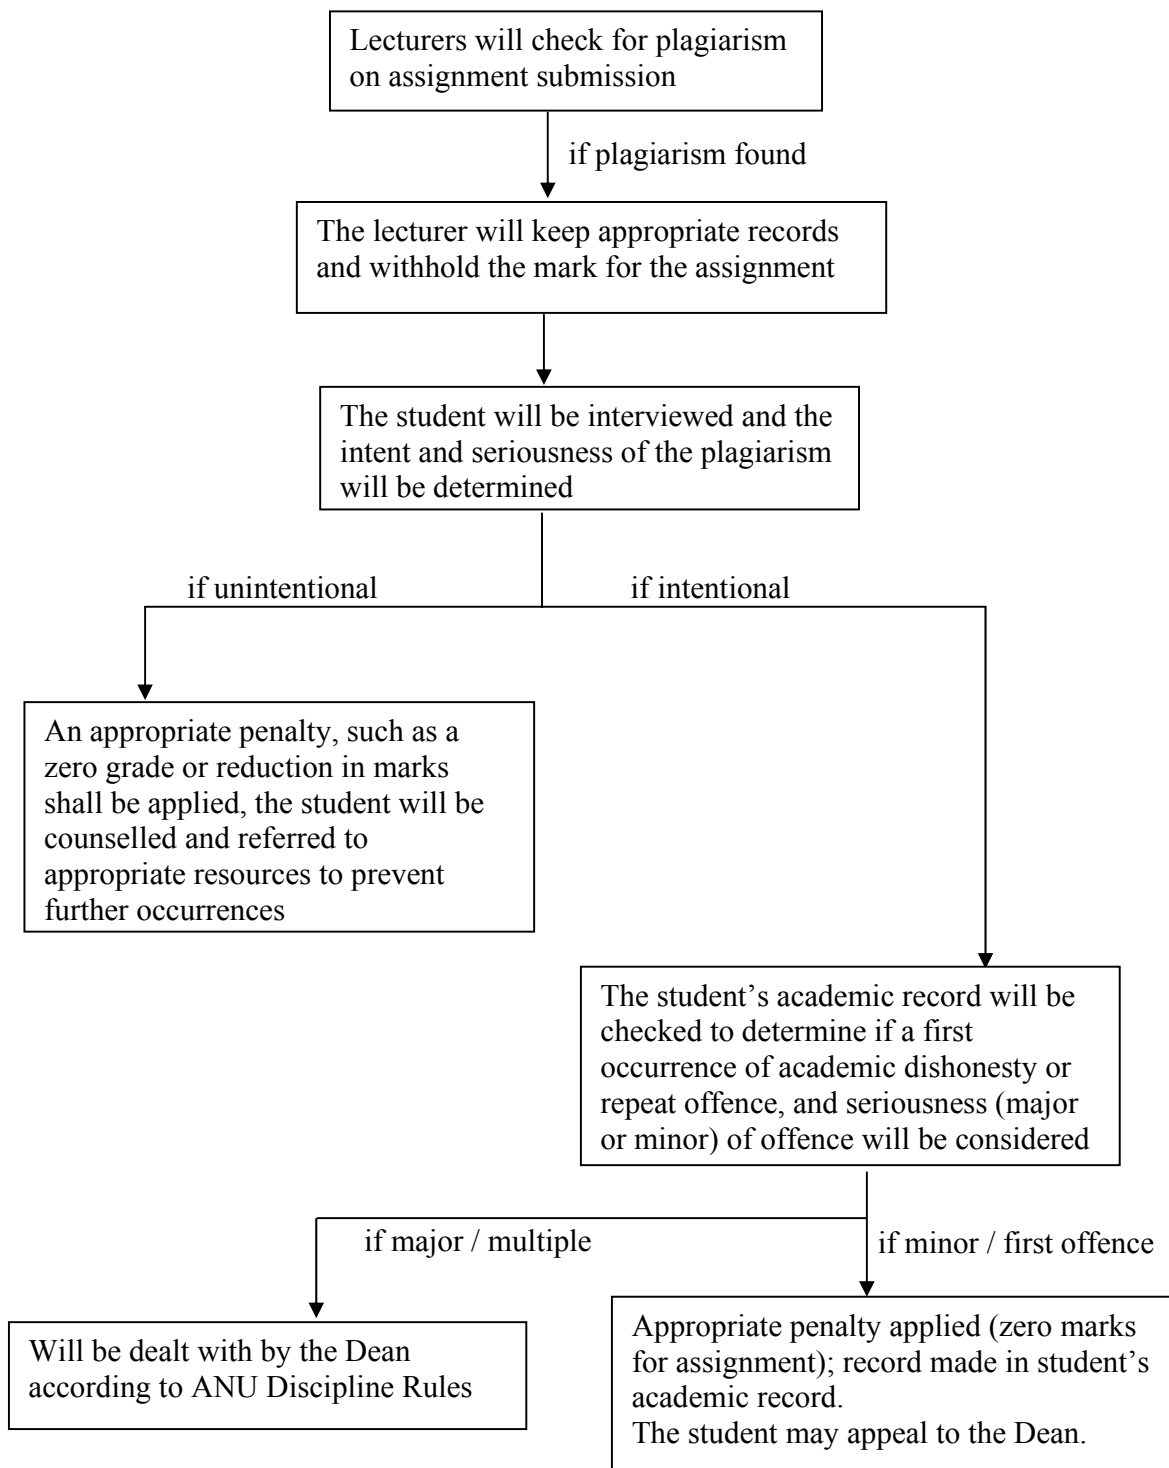 Lecturers will check for plagiarism
on assignment submission
if plagiarism found
The lecturer will keep appropriate records
and withhold the mark for the assignment
The student will be interviewed and the
intent and seriousness of the plagiarism
will be determined
if unintentional
if intentional
An appropriate penalty, such as a
zero grade or reduction in marks
shall be applied, the student will be
counselled and referred to
appropriate resources to prevent
further occurrences
The student’s academic record will be
checked to determine if a first
occurrence of academic dishonesty or
repeat offence, and seriousness (major
or minor) of offence will be considered
if major / multiple
if minor / first offence
Will be dealt with by the Dean
according to ANU Discipline Rules
Appropriate penalty applied (zero marks
for assignment); record made in student’s
academic record.
The student may appeal to the Dean.